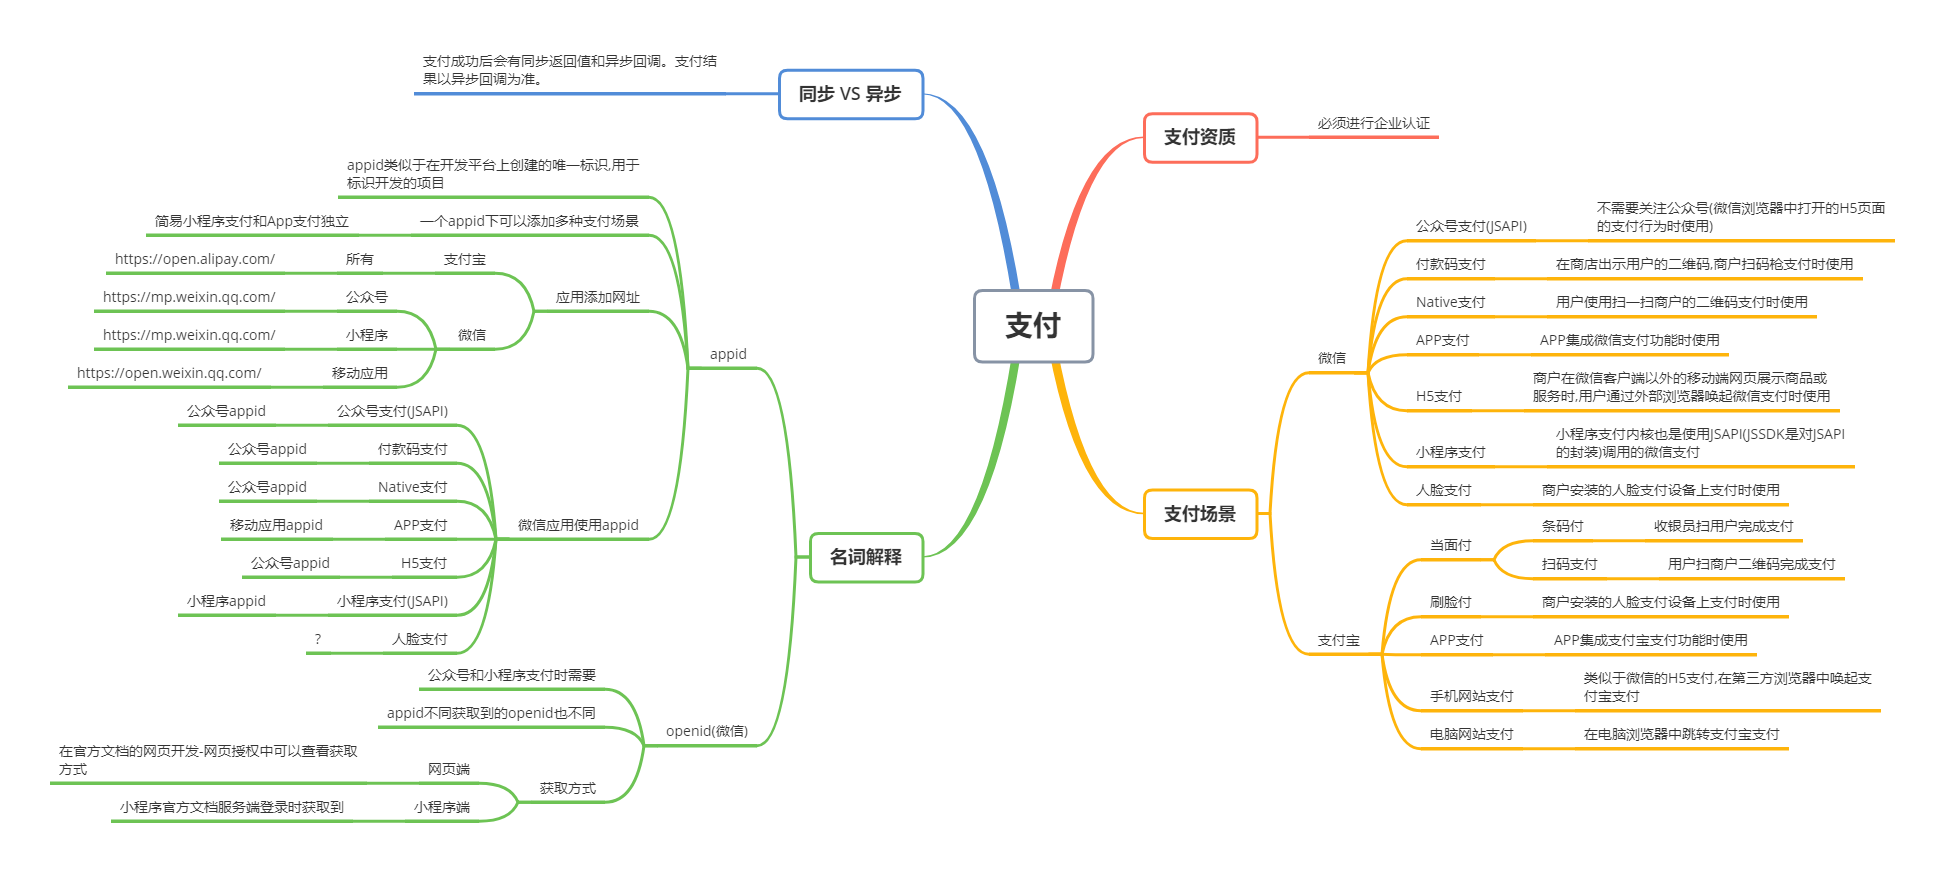 支付
支付资质
必须进行企业认证
支付场景
微信
公众号支付(JSAPI)
不需要关注公众号(微信浏览器中打开的H5页面
的支付行为时使用)
付款码支付
在商店出示用户的二维码,商户扫码枪支付时使用
Native支付
用户使用扫一扫商户的二维码支付时使用
APP支付
APP集成微信支付功能时使用
H5支付
商户在微信客户端以外的移动端网页展示商品或
服务时,用户通过外部浏览器唤起微信支付时使用
小程序支付
小程序支付内核也是使用JSAPI(JSSDK是对JSAPI
的封装)调用的微信支付
人脸支付
商户安装的人脸支付设备上支付时使用
支付宝
当面付
条码付
收银员扫用户完成支付
扫码支付
用户扫商户二维码完成支付
刷脸付
商户安装的人脸支付设备上支付时使用
APP支付
APP集成支付宝支付功能时使用
手机网站支付
类似于微信的H5支付,在第三方浏览器中唤起支
付宝支付
电脑网站支付
在电脑浏览器中跳转支付宝支付
同步 VS 异步
支付成功后会有同步返回值和异步回调。支付结
果以异步回调为准。
名词解释
appid
appid类似于在开发平台上创建的唯一标识,用于
标识开发的项目
一个appid下可以添加多种支付场景
简易小程序支付和App支付独立
应用添加网址
支付宝
所有
https://open.alipay.com/
微信
公众号
https://mp.weixin.qq.com/
小程序
https://mp.weixin.qq.com/
移动应用
https://open.weixin.qq.com/
微信应用使用appid
公众号支付(JSAPI)
公众号appid
付款码支付
公众号appid
Native支付
公众号appid
APP支付
移动应用appid
H5支付
公众号appid
小程序支付(JSAPI)
小程序appid
人脸支付
?
openid(微信)
公众号和小程序支付时需要
appid不同获取到的openid也不同
获取方式
网页端
在官方文档的网页开发-网页授权中可以查看获取
方式
小程序端
小程序官方文档服务端登录时获取到